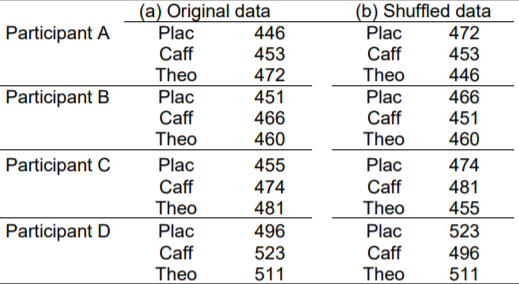 (a) Original data (b) Shuffled data
Participant A Plac 446 Plac 472
Caff 453 Caff 453
Theo 472 Theo 446
Participant B Plac 451 Plac 466
Caff 466 Caff 451
Theo 460 Theo 460
Participant C Plac 455 Plac 474
Caff 474 Caff 481
Theo 481 Theo 455
Participant D Plac 496 Plac 523
Caff 523 Caff 496
Theo 511 Theo 511